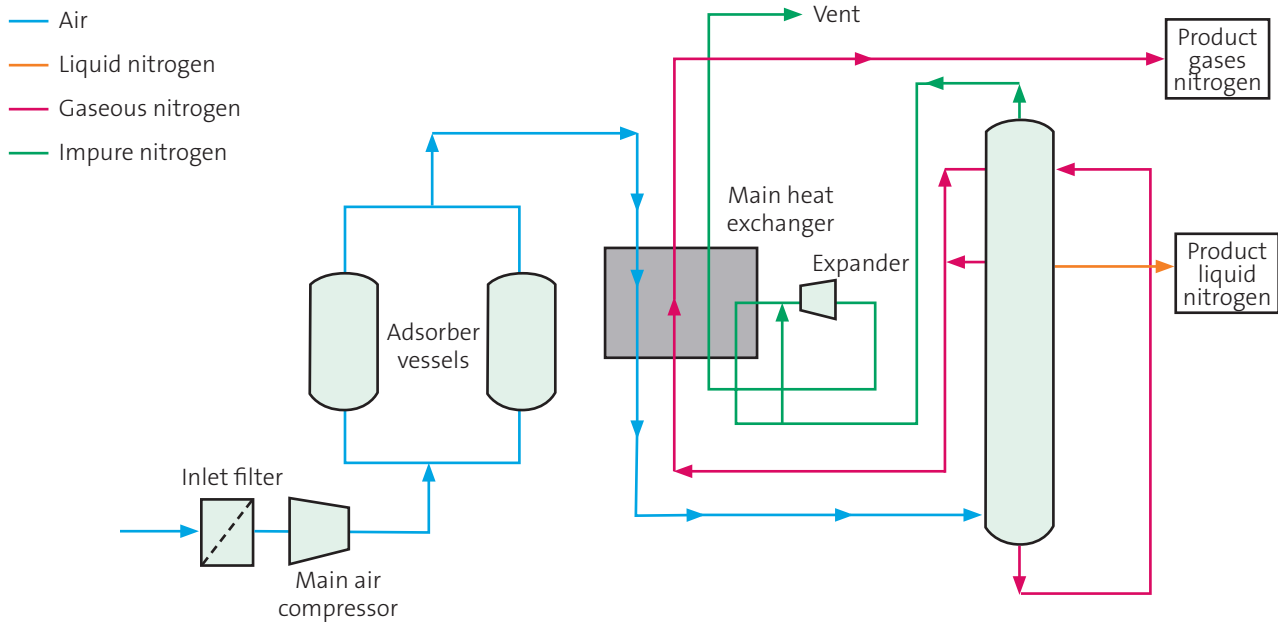 Air
Liquid nitrogen
Gaseous nitrogen
Impure nitrogen
Vent
Product
gases
nitrogen
Main heat
exchanger
Expander
Product
liquid
nitrogen
Adsorber
vessels
Inlet filter
Main air
compressor